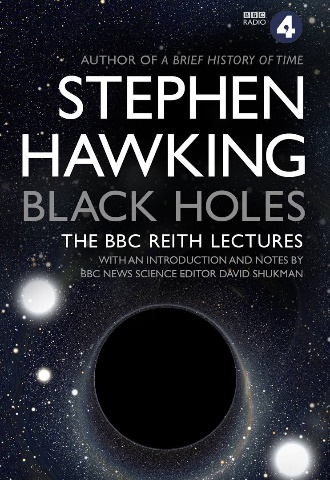 BBC
RADIO
4
AUTHOR OF A BRIEF HISTORY OF TIME
STEPHEN
HAWKING
BLACK HOLES
THE BBC REITH LECTURES
WITH AN INTRODUCTION AND NOTES BY
BBC NEWS SCIENCE EDITOR DAVID SHUKMAN